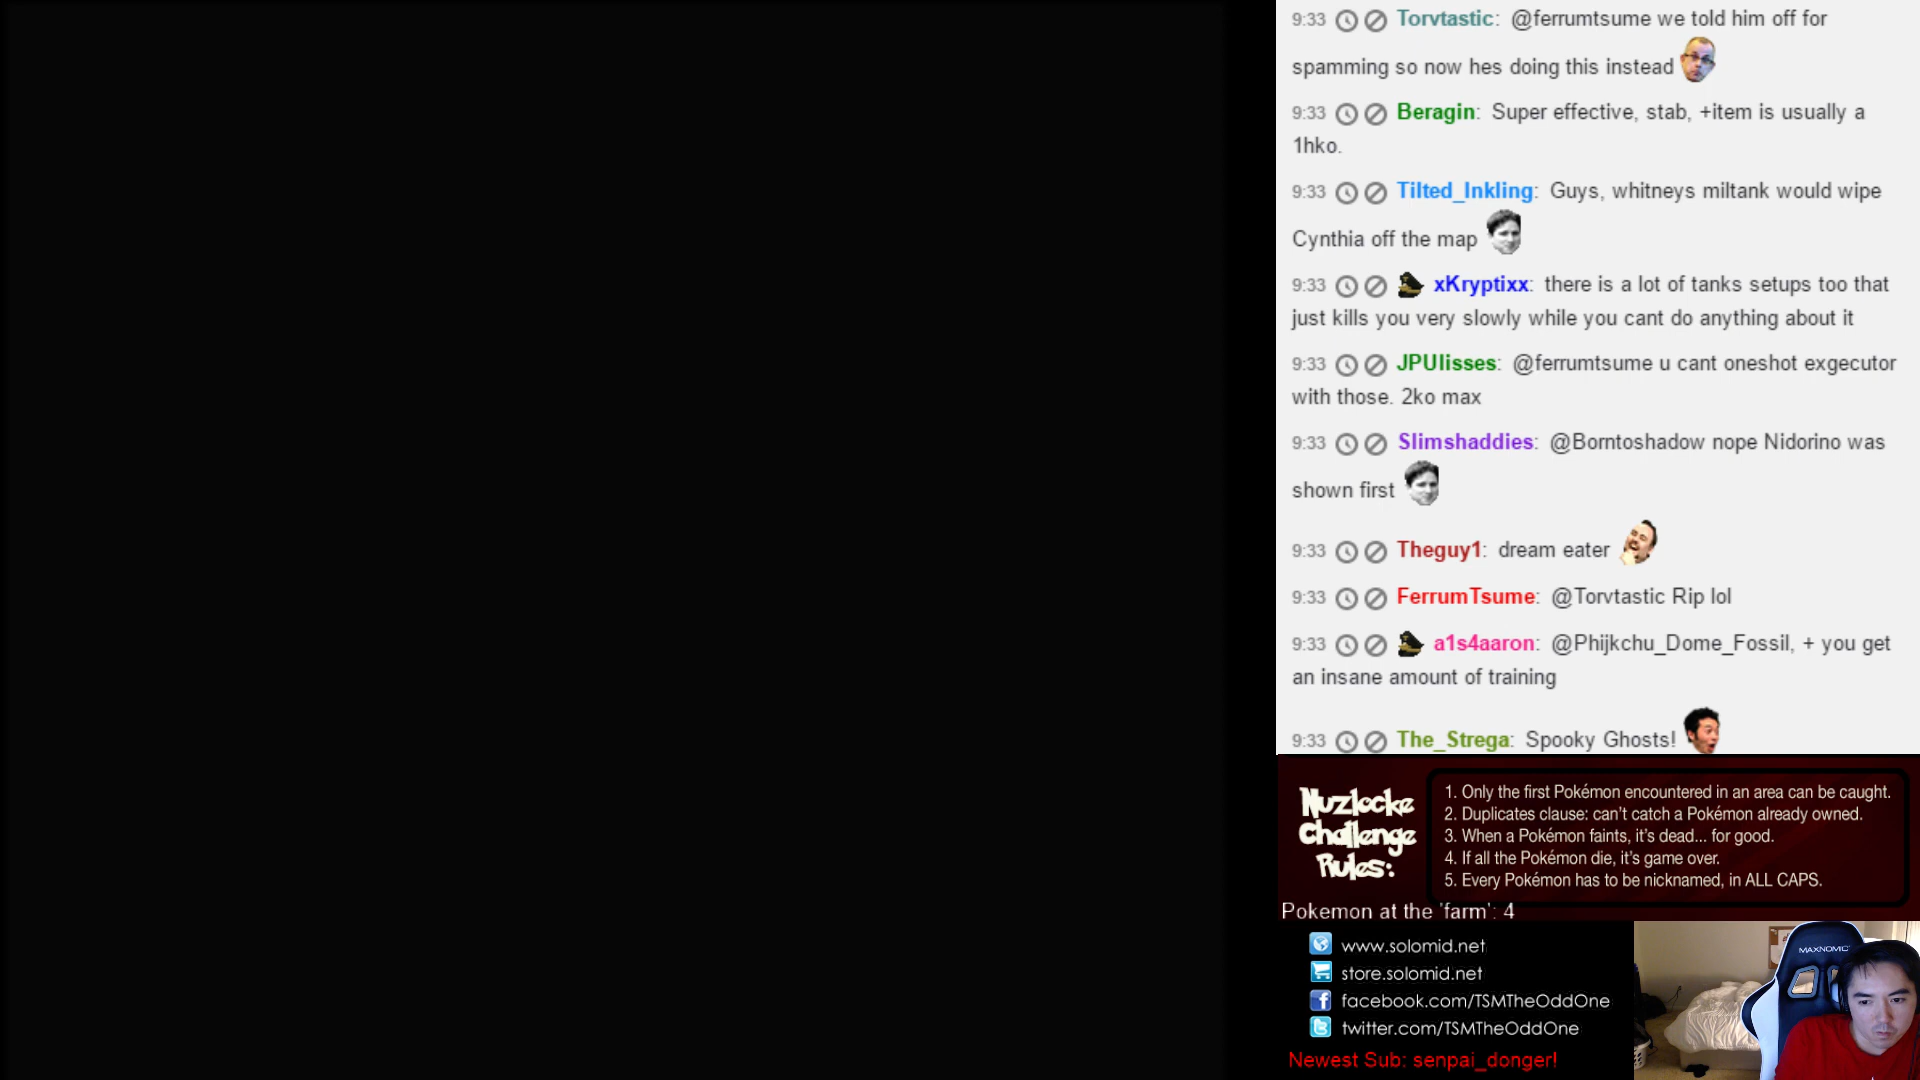 9:33 Torvtastic: @ferrumtsume we told him off for
spamming so now hes doing this instead
9:33 Beragin: Super effective, stab, +item is usually a
1hko.
9:33 Tilted_Inkling: Guys, whitneys miltank would wipe
Cynthia off the map
9:33 xKryptixx: there is a lot of tanks setups too that
just kills you very slowly while you cant do anything about it
9:33 JPUlisses: @ferrumtsume u cant oneshot exgecutor
with those. 2ko max
9:33 Slimshaddies: @Borntoshadow nope Nidorino was
shown first
9:33 Theguy1: dream eater
9:33 FerrumTsume: @Torvtastic Rip lol
9:33 a1s4aaron: @Phijkchu_Dome_Fossil, + you get
an insane amount of training
9:33 The_Strega: Spooky Ghosts!
Nuzlocke
Challenge
Rules:
1. Only the first Pokémon encountered in an area can be caught.
2. Duplicates clause: can't catch a Pokémon already owned.
3. When a Pokémon faints, it's dead... for good.
4. If all the Pokémon die, it's game over.
5. Every Pokémon has to be nicknamed, in ALL CAPS.
Pokemon at the 'farm': 4
www.solomid.net
store.solomid.net
facebook.com/TSMTheOddOne
twitter.com/TSMTheOddOne
Newest Sub: senpai_donger!
MAXNOMIC